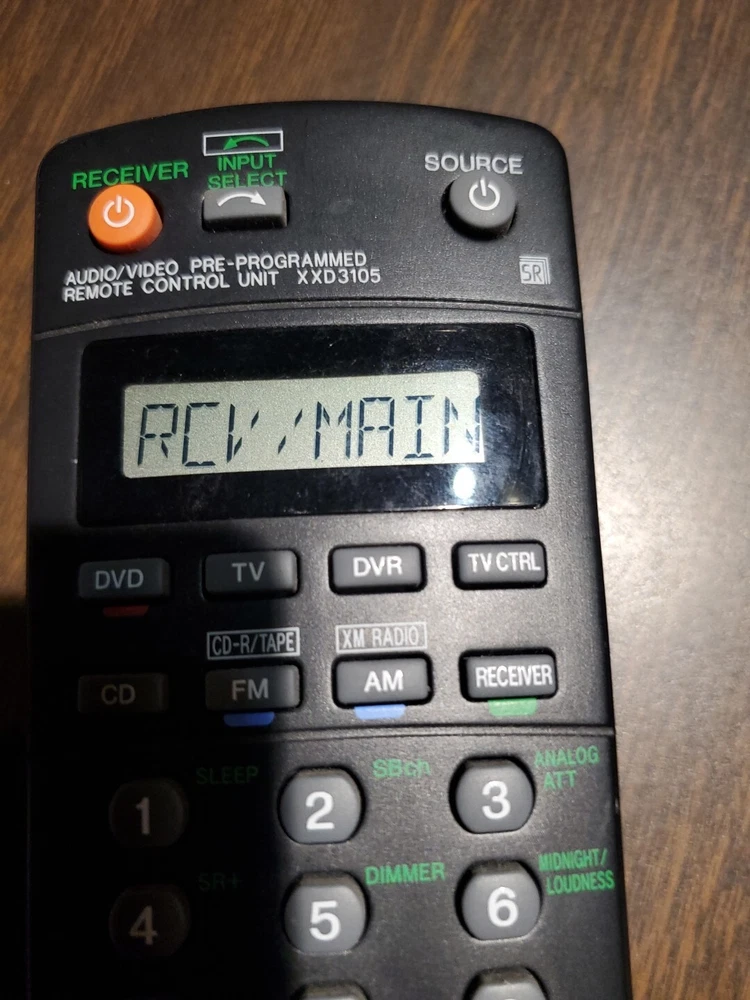 RECEIVER
INPUT
SELECT
SOURCE
AUDIO/VIDEO PRE-PROGRAMMED
REMOTE CONTROL UNIT XXD3105
SR
RCV/MAIN
DVD
TV
DVR
TV CTRL
CD-R/TAPE
XM RADIO
CD
FM
AM
RECEIVER
SLEEP
SBch
ANALOG
ATT
1
2
3
SR+
DIMMER
MIDNIGHT/
LOUDNESS
4
5
6